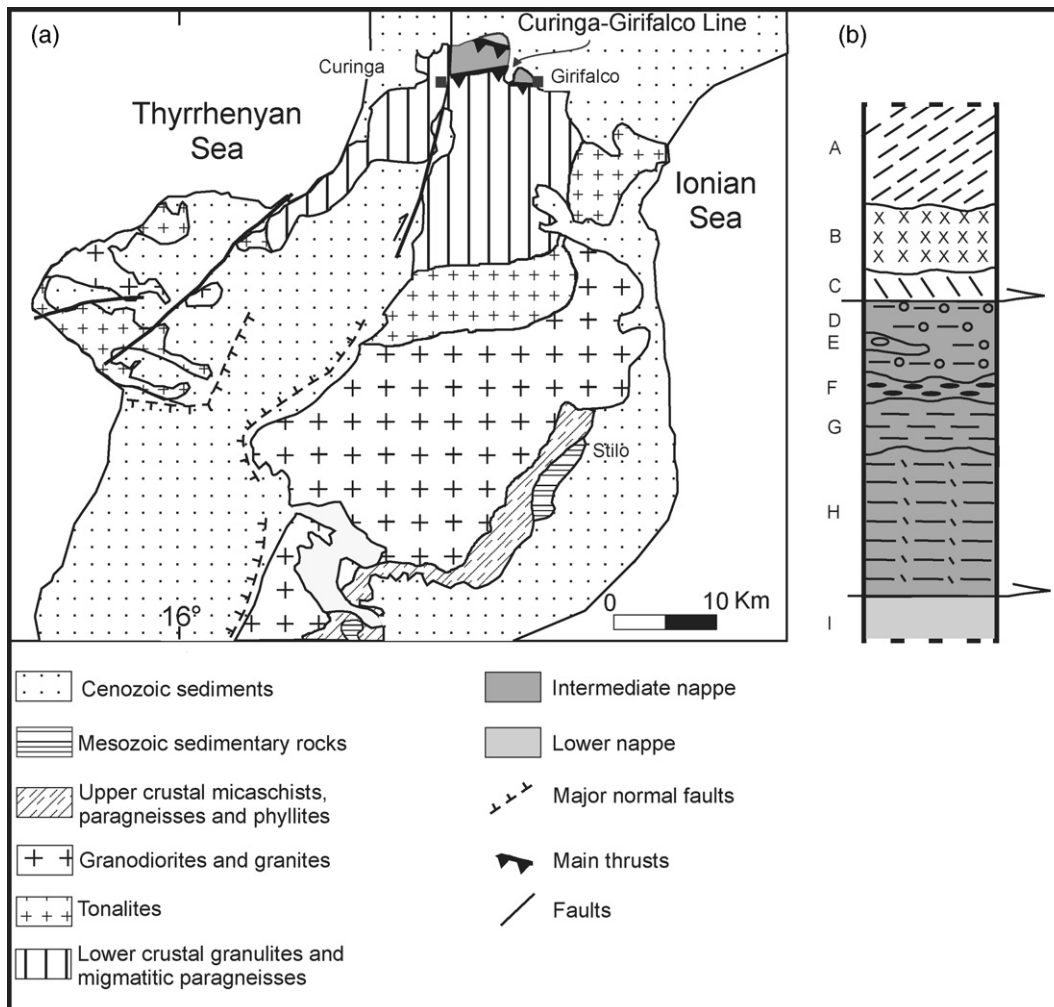 (a)
Curinga-Girifalco Line
(b)
Curinga
Girifalco
Thyrrhenyan
Sea
Ionian
Sea
Stilo
16°
0 10 Km
A
B
C
D
E
F
G
H
I
Cenozoic sediments
Mesozoic sedimentary rocks
Upper crustal micaschists,
paragneisses and phyllites
Granodiorites and granites
Tonalites
Lower crustal granulites and
migmatitic paragneisses
Intermediate nappe
Lower nappe
Major normal faults
Main thrusts
Faults